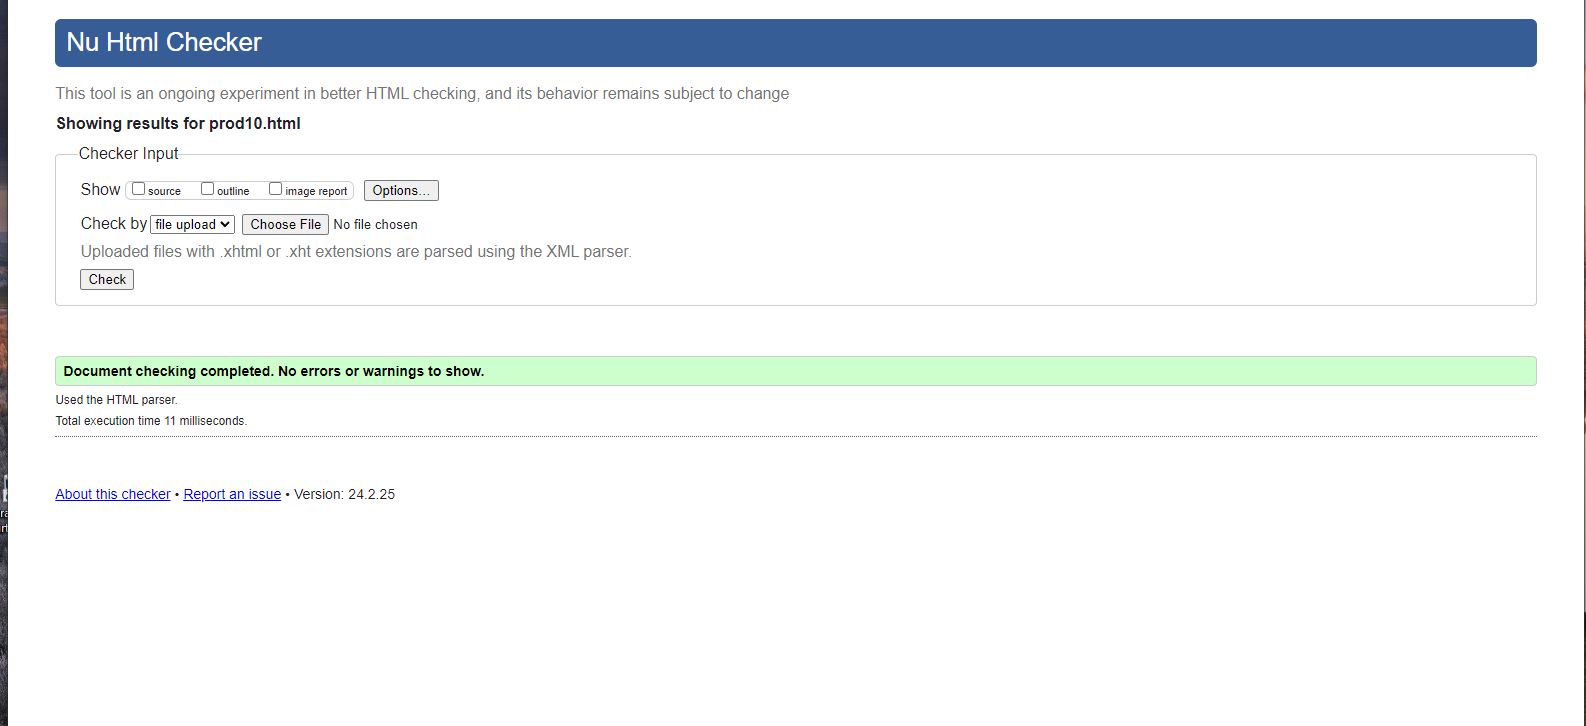 Nu Html Checker
This tool is an ongoing experiment in better HTML checking, and its behavior remains subject to change
Showing results for prod10.html
Checker Input
Show source outline image report Options...
Check by file upload Choose File No file chosen
Uploaded files with .xhtml or .xht extensions are parsed using the XML parser.
Check
Document checking completed. No errors or warnings to show.
Used the HTML parser.
Total execution time 11 milliseconds.
About this checker • Report an issue • Version: 24.2.25